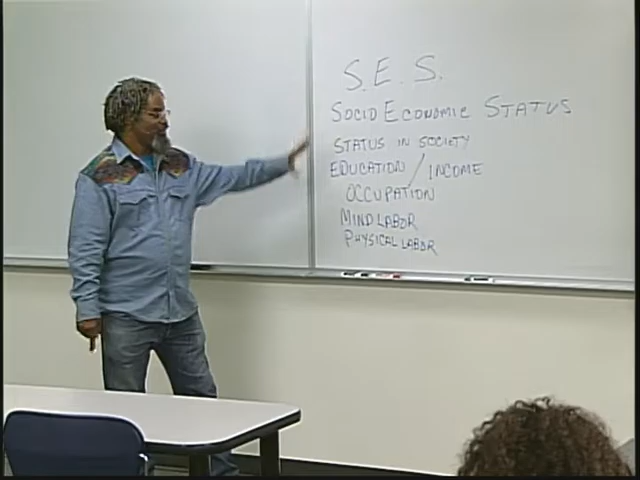 S. E. S.
SOCIO ECONOMIC STATUS
STATUS IN SOCIETY
EDUCATION / INCOME
OCCUPATION
MIND LABOR
PHYSICAL LABOR